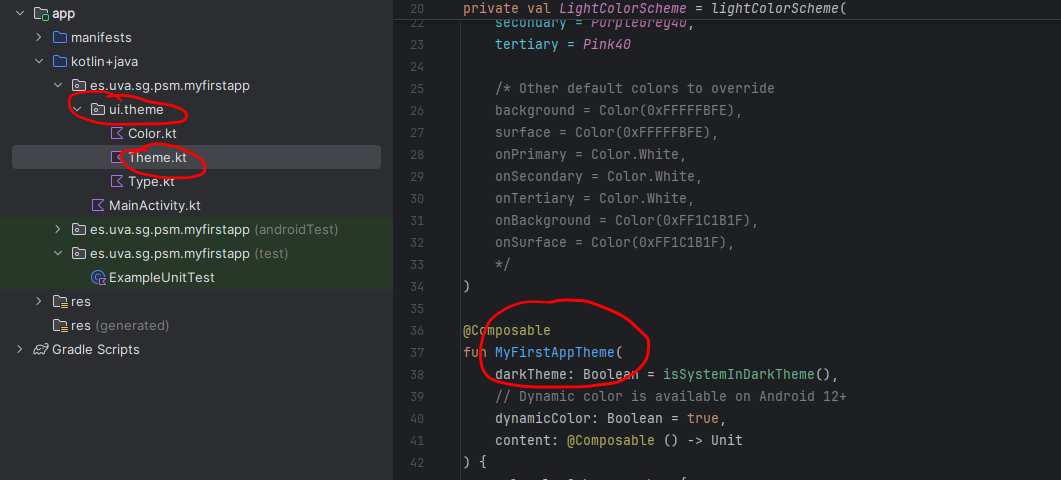 app
manifests
kotlin+java
es.uva.sg.psm.myfirstapp
ui.theme
Color.kt
Theme.kt
Type.kt
MainActivity.kt
es.uva.sg.psm.myfirstapp (androidTest)
es.uva.sg.psm.myfirstapp (test)
ExampleUnitTest
res
res (generated)
Gradle Scripts
20 private val LightColorScheme = lightColorScheme(
22 secondary = PurpleGrey40,
23 tertiary = Pink40
24
25 /* Other default colors to override
26 background = Color(0xFFFFFBFE),
27 surface = Color(0xFFFFFBFE),
28 onPrimary = Color.White,
29 onSecondary = Color.White,
30 onTertiary = Color.White,
31 onBackground = Color(0xFF1C1B1F),
32 onSurface = Color(0xFF1C1B1F),
33 */
34 )
35
36 @Composable
37 fun MyFirstAppTheme(
38 darkTheme: Boolean = isSystemInDarkTheme(),
39 // Dynamic color is available on Android 12+
40 dynamicColor: Boolean = true,
41 content: @Composable () -> Unit
42 ) {